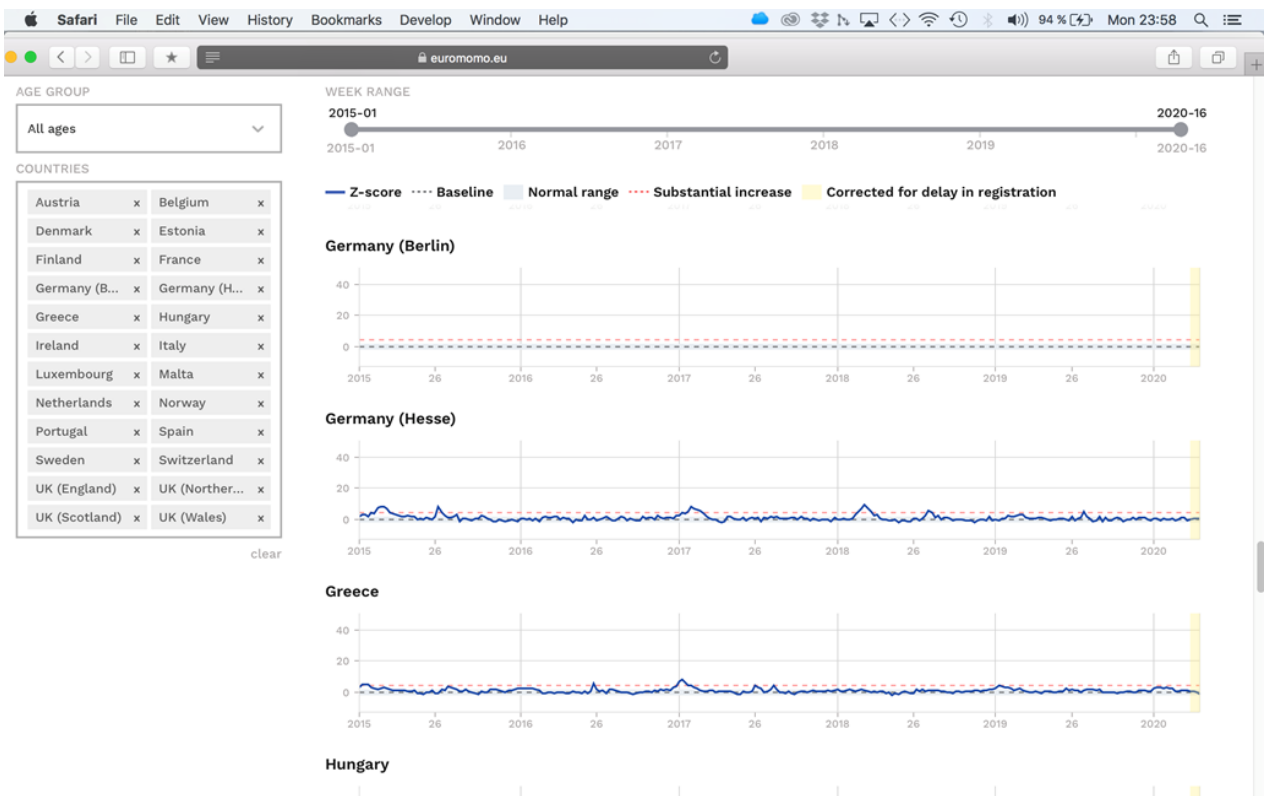 Safari File Edit View History Bookmarks Develop Window Help 94 % Mon 23:58
euromomo.eu
AGE GROUP
All ages
COUNTRIES
Austria x Belgium x
Denmark x Estonia x
Finland x France x
Germany (B... x Germany (H... x
Greece x Hungary x
Ireland x Italy x
Luxembourg x Malta x
Netherlands x Norway x
Portugal x Spain x
Sweden x Switzerland x
UK (England) x UK (Norther... x
UK (Scotland) x UK (Wales) x
clear
WEEK RANGE
2015-01 2020-16
2015-01 2016 2017 2018 2019 2020-16
Z-score Baseline Normal range Substantial increase Corrected for delay in registration
Germany (Berlin)
40
20
0
2015 26 2016 26 2017 26 2018 26 2019 26 2020
Germany (Hesse)
40
20
0
2015 26 2016 26 2017 26 2018 26 2019 26 2020
Greece
40
20
0
2015 26 2016 26 2017 26 2018 26 2019 26 2020
Hungary